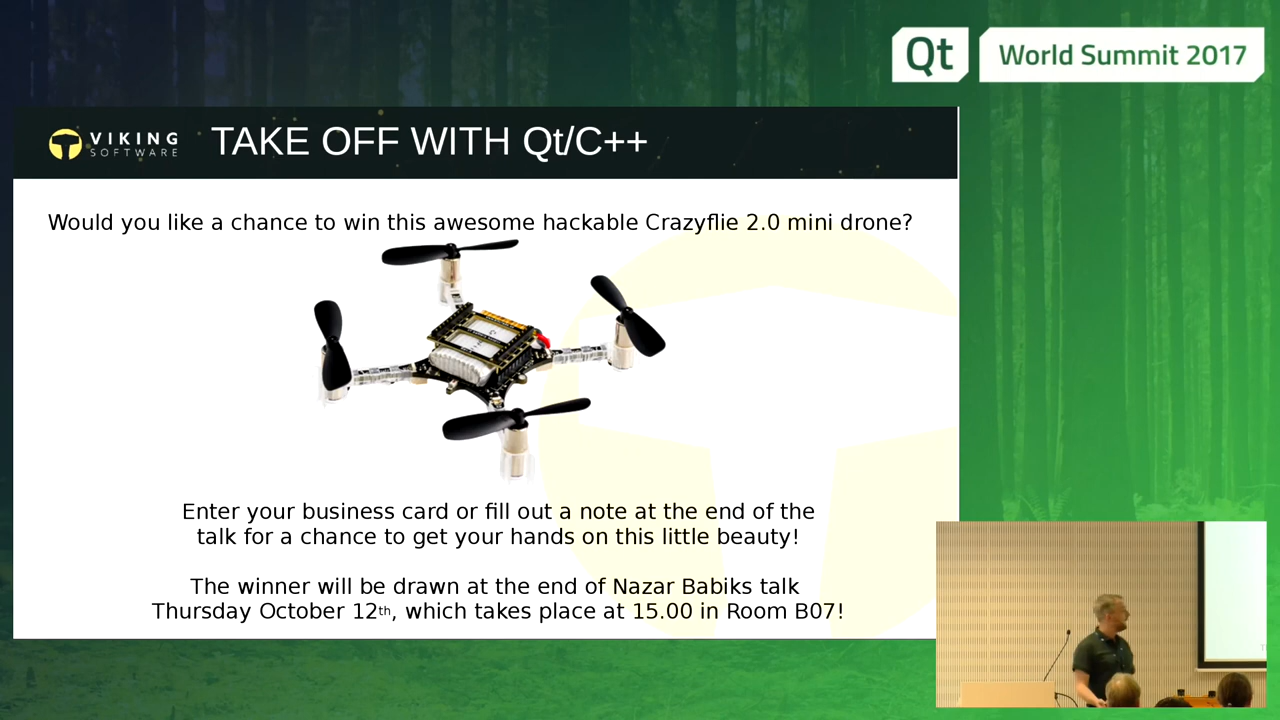 Qt World Summit 2017
VIKING
SOFTWARE
TAKE OFF WITH Qt/C++
Would you like a chance to win this awesome hackable Crazyflie 2.0 mini drone?
Enter your business card or fill out a note at the end of the
talk for a chance to get your hands on this little beauty!
The winner will be drawn at the end of Nazar Babiks talk
Thursday October 12th, which takes place at 15.00 in Room B07!